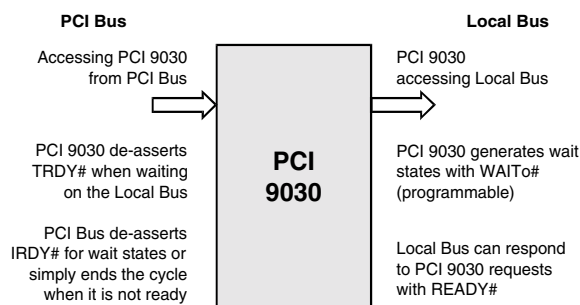 PCI Bus
Accessing PCI 9030
from PCI Bus
PCI 9030 de-asserts
TRDY# when waiting
on the Local Bus
PCI Bus de-asserts
IRDY# for wait states or
simply ends the cycle
when it is not ready
PCI
9030
Local Bus
PCI 9030
accessing Local Bus
PCI 9030 generates wait
states with WAITo#
(programmable)
Local Bus can respond
to PCI 9030 requests
with READY#